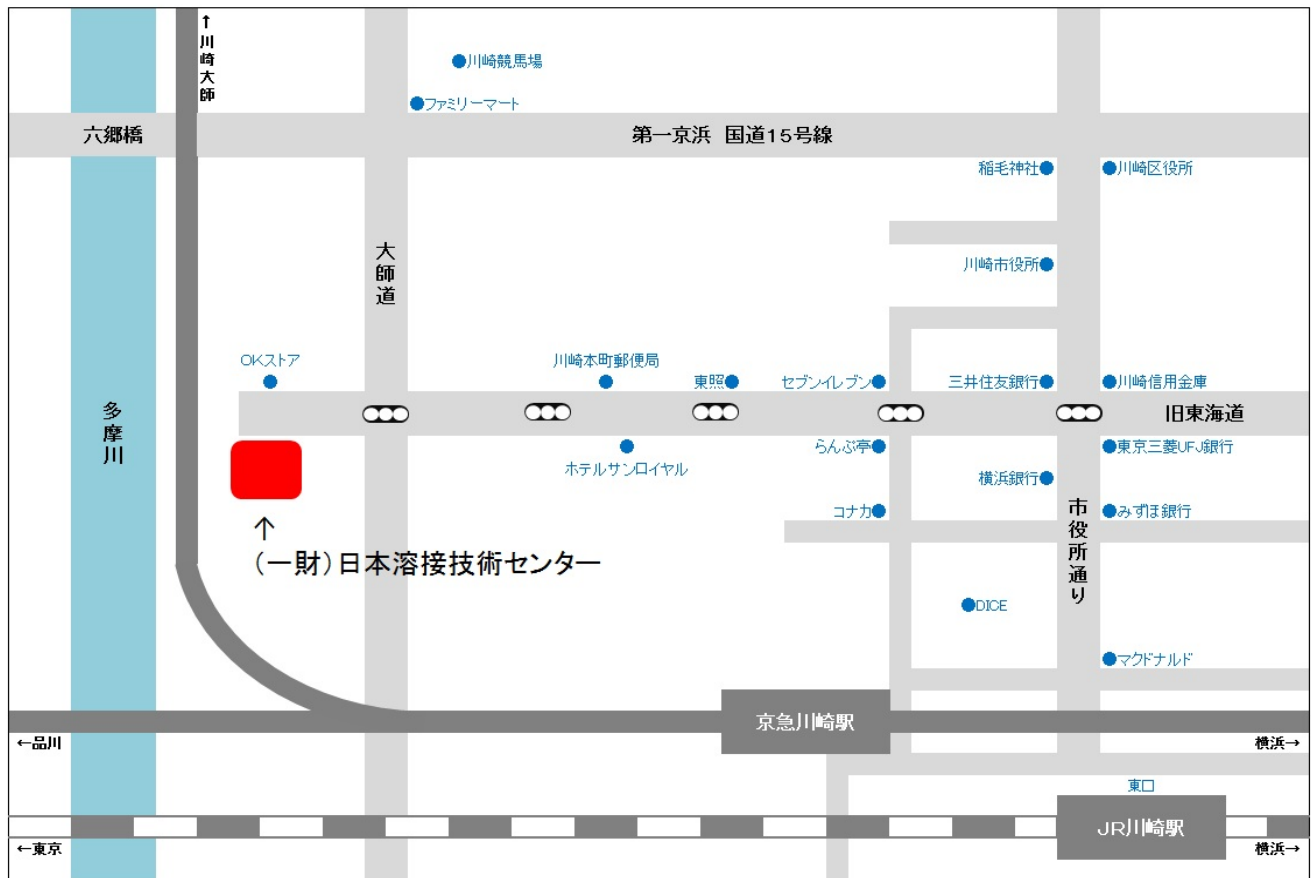 ↑川崎大師
川崎競馬場
ファミリーマート
六郷橋
第一京浜 国道15号線
稲毛神社
川崎区役所
大師道
川崎市役所
OKストア
川崎本町郵便局
東照
セブンイレブン
三井住友銀行
川崎信用金庫
多摩川
旧東海道
ホテルサンロイヤル
らんぷ亭
東京三菱UFJ銀行
横浜銀行
コナカ
みずほ銀行
市役所通り
↑
(一財)日本溶接技術センター
DICE
マクドナルド
京急川崎駅
←品川
横浜→
東口
JR川崎駅
←東京
横浜→